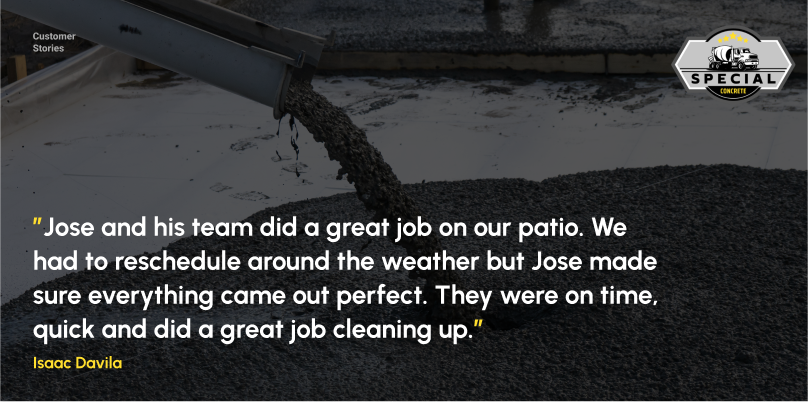 Customer
Stories
SPECIAL
CONCRETE
"Jose and his team did a great job on our patio. We
had to reschedule around the weather but Jose made
sure everything came out perfect. They were on time,
quick and did a great job cleaning up."
Isaac Davila